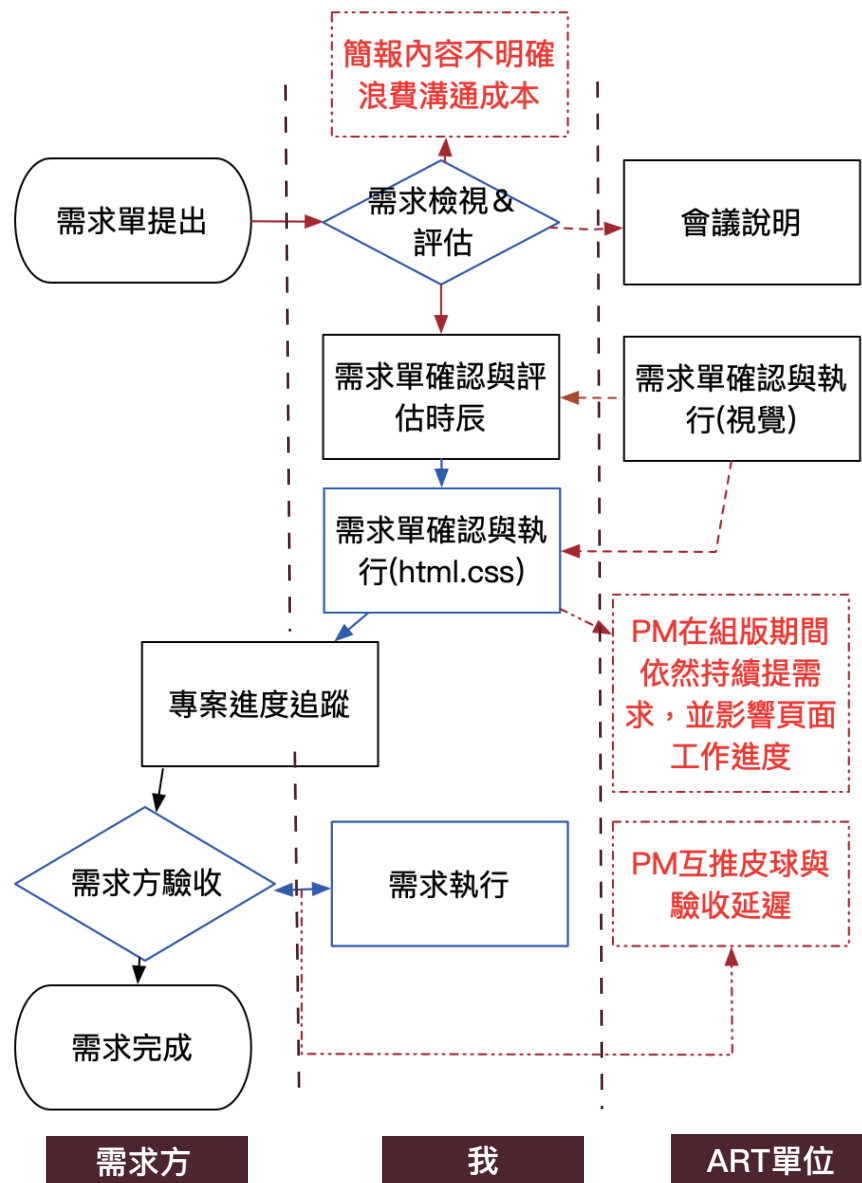 簡報內容不明確
浪費溝通成本
需求單提出
需求檢視&
評估
會議說明
需求單確認與評
估時辰
需求單確認與執
行(視覺)
需求單確認與執
行(html.css)
PM在組版期間
依然持續提需
求，並影響頁面
工作進度
專案進度追蹤
需求方驗收
需求執行
PM互推皮球與
驗收延遲
需求完成
需求方
我
ART單位